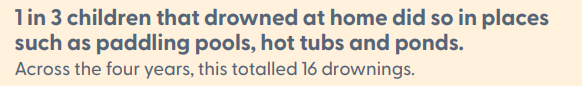 1 in 3 children that drowned at home did so in places
such as paddling pools, hot tubs and ponds.
Across the four years, this totalled 16 drownings.